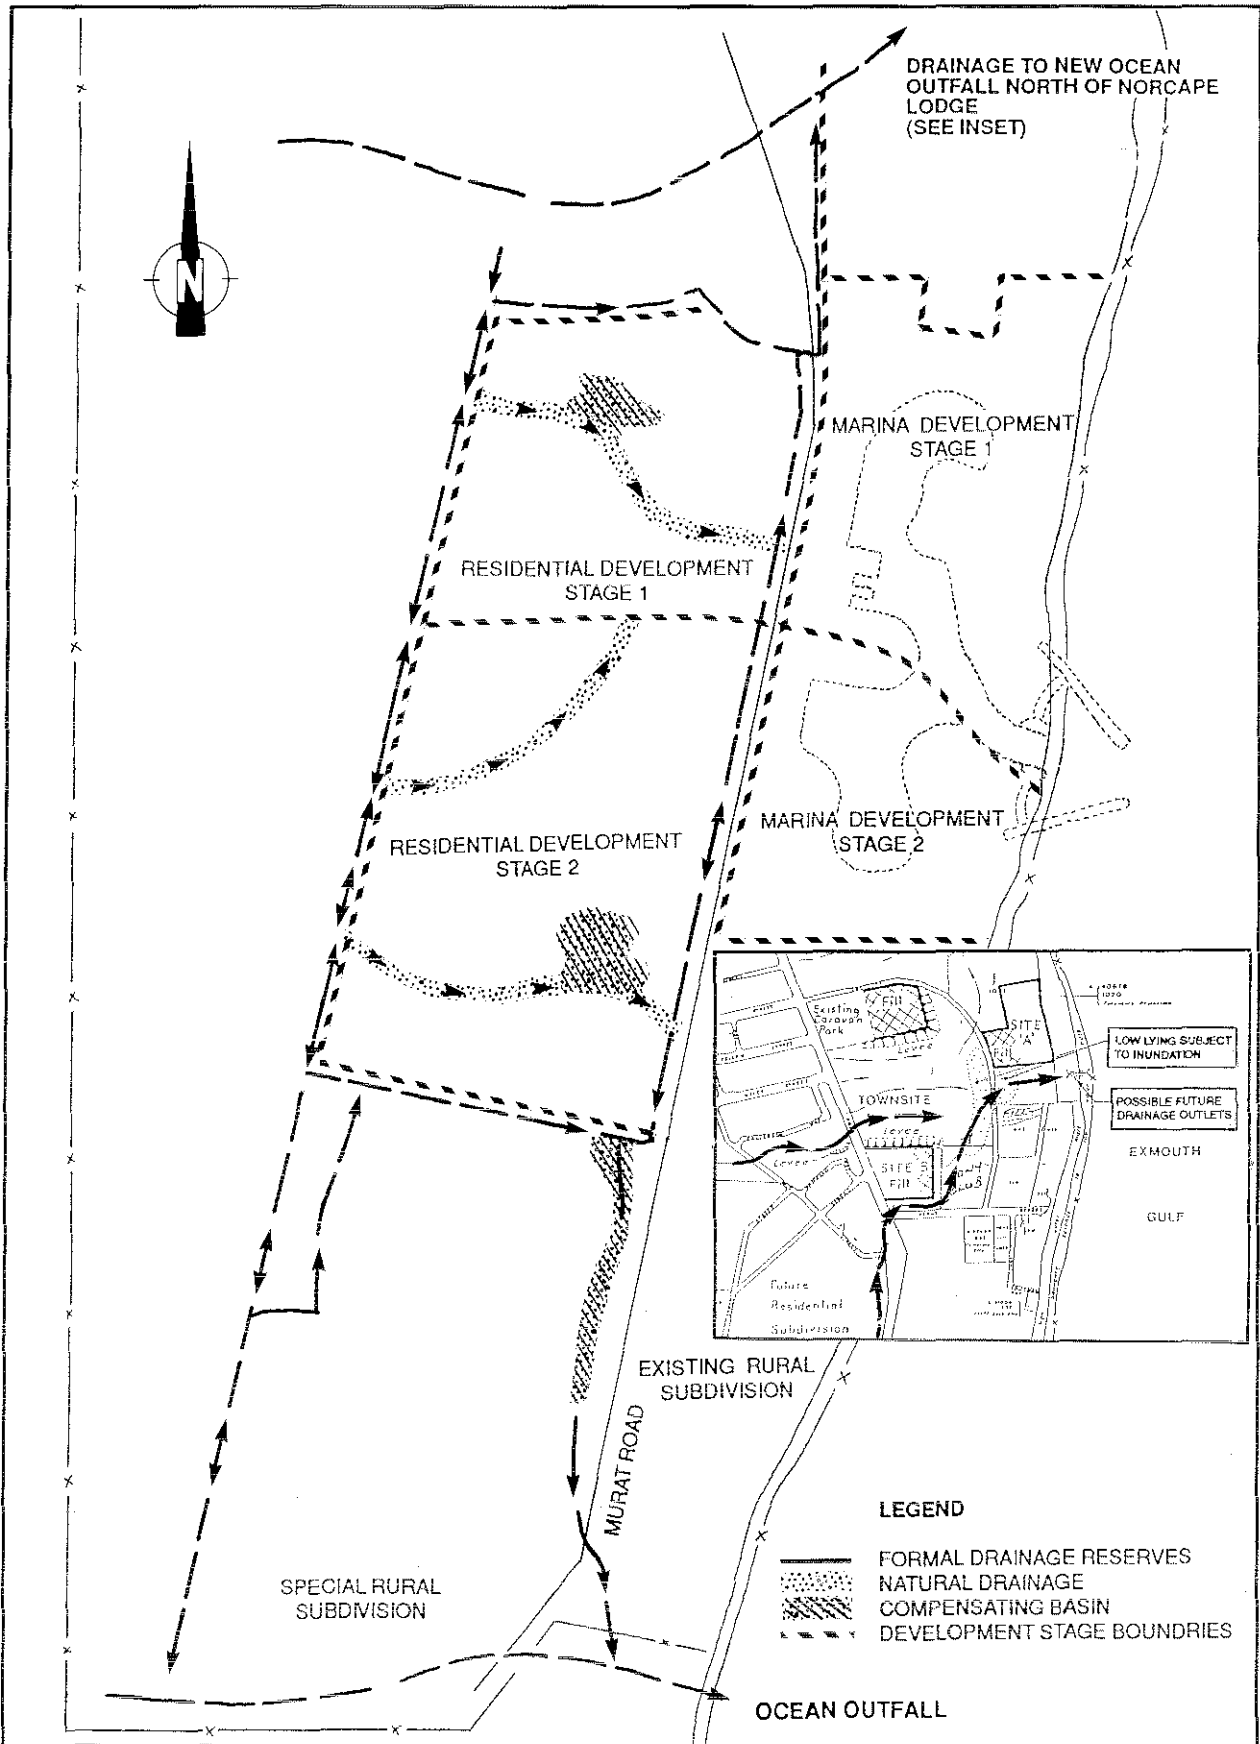 DRAINAGE TO NEW OCEAN
OUTFALL NORTH OF NORCAPE
LODGE
(SEE INSET)
N
MARINA DEVELOPMENT
STAGE 1
RESIDENTIAL DEVELOPMENT
STAGE 1
MARINA DEVELOPMENT
STAGE 2
RESIDENTIAL DEVELOPMENT
STAGE 2
Existing
Caravan
Park
Fill
Levee
SITE
'A'
Fill
LOW LYING SUBJECT
TO INUNDATION
TOWNSITE
levee
POSSIBLE FUTURE
DRAINAGE OUTLETS
Levee
SITE B
Fill
EXMOUTH
GULF
Future
Residential
Subdivision
EXISTING RURAL
SUBDIVISION
MURAT ROAD
SPECIAL RURAL
SUBDIVISION
LEGEND
FORMAL DRAINAGE RESERVES
NATURAL DRAINAGE
COMPENSATING BASIN
DEVELOPMENT STAGE BOUNDRIES
OCEAN OUTFALL